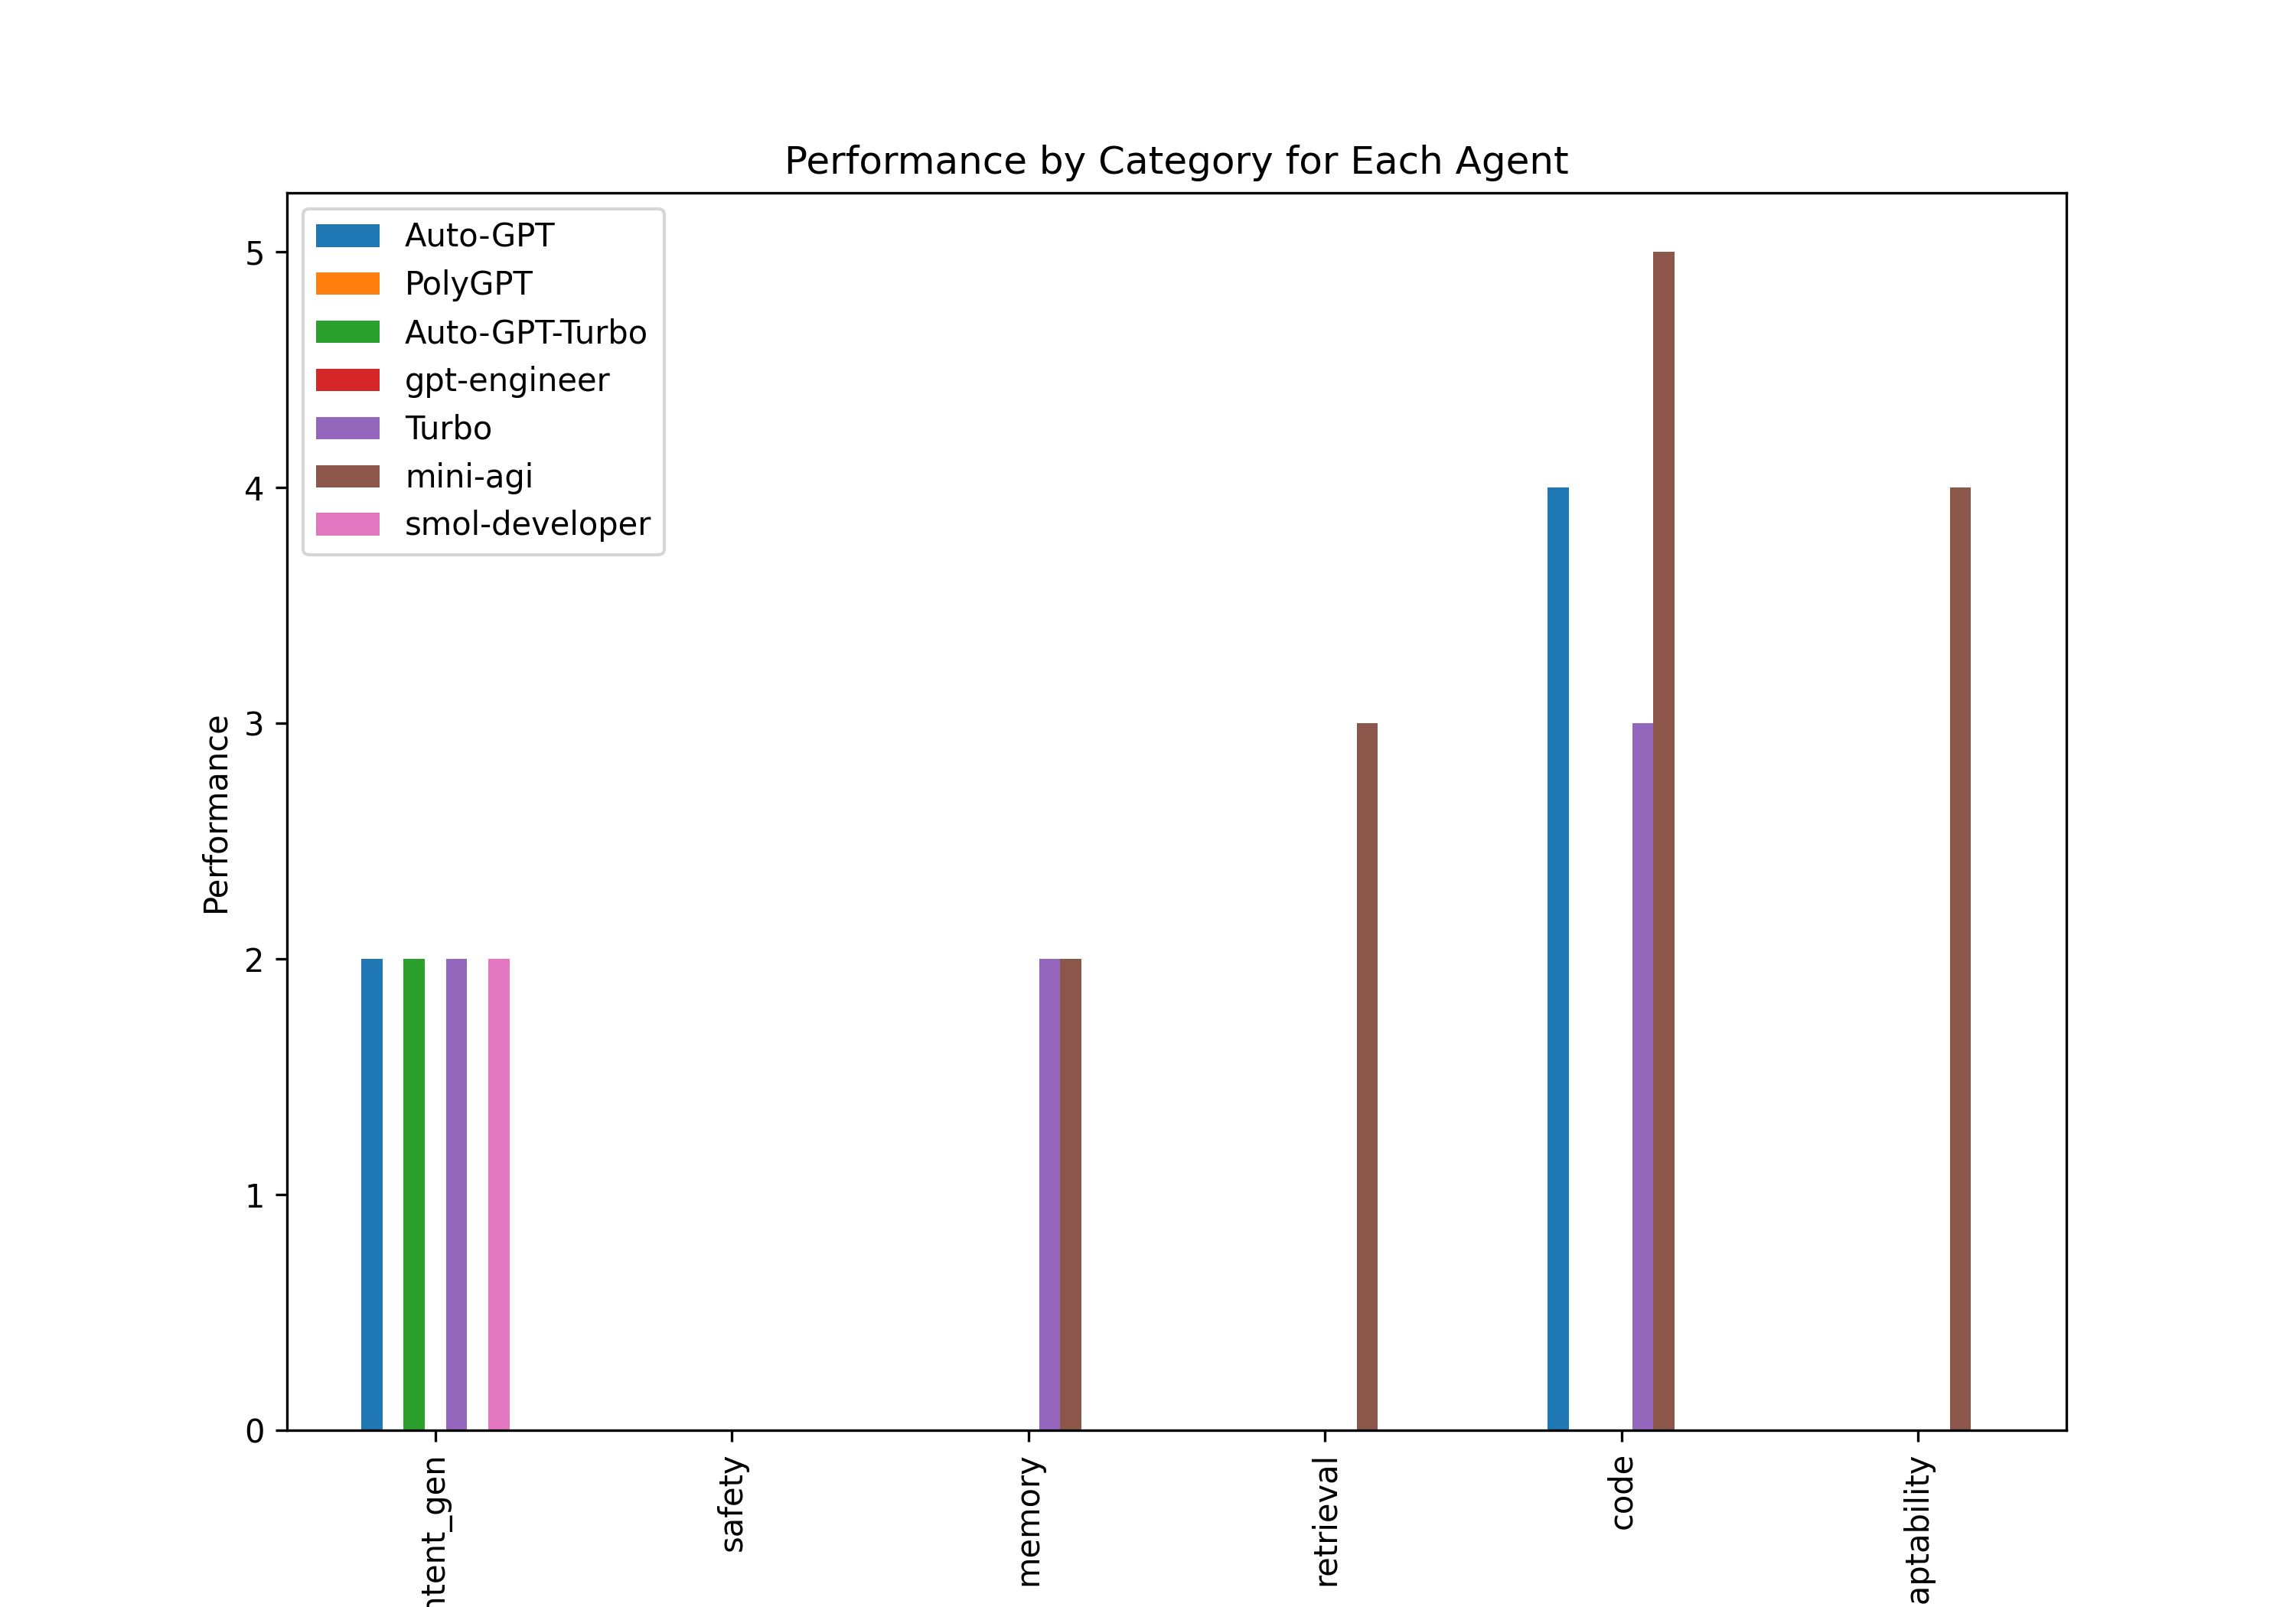 Performance by Category for Each Agent
Auto-GPT
PolyGPT
Auto-GPT-Turbo
gpt-engineer
Turbo
mini-agi
smol-developer
Performance
5
4
3
2
1
0
ntent_gen
safety
memory
retrieval
code
aptability